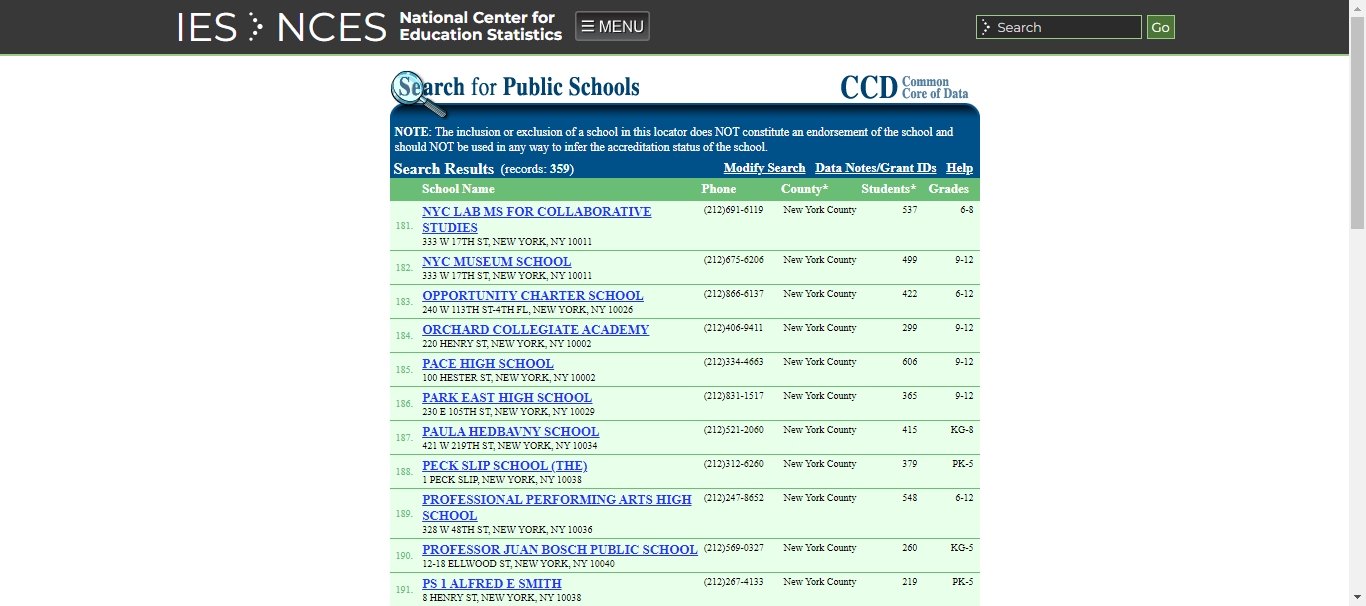 IES NCES National Center for Education Statistics ☰ MENU Search Go
Search for Public Schools
CCD Common Core of Data
NOTE: The inclusion or exclusion of a school in this locator does NOT constitute an endorsement of the school and
should NOT be used in any way to infer the accreditation status of the school.
Search Results (records: 359) Modify Search Data Notes/Grant IDs Help
School Name Phone County* Students* Grades
181. NYC LAB MS FOR COLLABORATIVE (212)691-6119 New York County 537 6-8
STUDIES
333 W 17TH ST, NEW YORK, NY 10011
182. NYC MUSEUM SCHOOL (212)675-6206 New York County 499 9-12
333 W 17TH ST, NEW YORK, NY 10011
183. OPPORTUNITY CHARTER SCHOOL (212)866-6137 New York County 422 6-12
240 W 113TH ST-4TH FL, NEW YORK, NY 10026
184. ORCHARD COLLEGIATE ACADEMY (212)406-9411 New York County 299 9-12
220 HENRY ST, NEW YORK, NY 10002
185. PACE HIGH SCHOOL (212)334-4663 New York County 606 9-12
100 HESTER ST, NEW YORK, NY 10002
186. PARK EAST HIGH SCHOOL (212)831-1517 New York County 365 9-12
230 E 105TH ST, NEW YORK, NY 10029
187. PAULA HEDBAVNY SCHOOL (212)521-2060 New York County 415 KG-8
421 W 219TH ST, NEW YORK, NY 10034
188. PECK SLIP SCHOOL (THE) (212)312-6260 New York County 379 PK-5
1 PECK SLIP, NEW YORK, NY 10038
189. PROFESSIONAL PERFORMING ARTS HIGH (212)247-8652 New York County 548 6-12
SCHOOL
328 W 48TH ST, NEW YORK, NY 10036
190. PROFESSOR JUAN BOSCH PUBLIC SCHOOL (212)569-0327 New York County 260 KG-5
12-18 ELLWOOD ST, NEW YORK, NY 10040
191. PS 1 ALFRED E SMITH (212)267-4133 New York County 219 PK-5
8 HENRY ST, NEW YORK, NY 10038